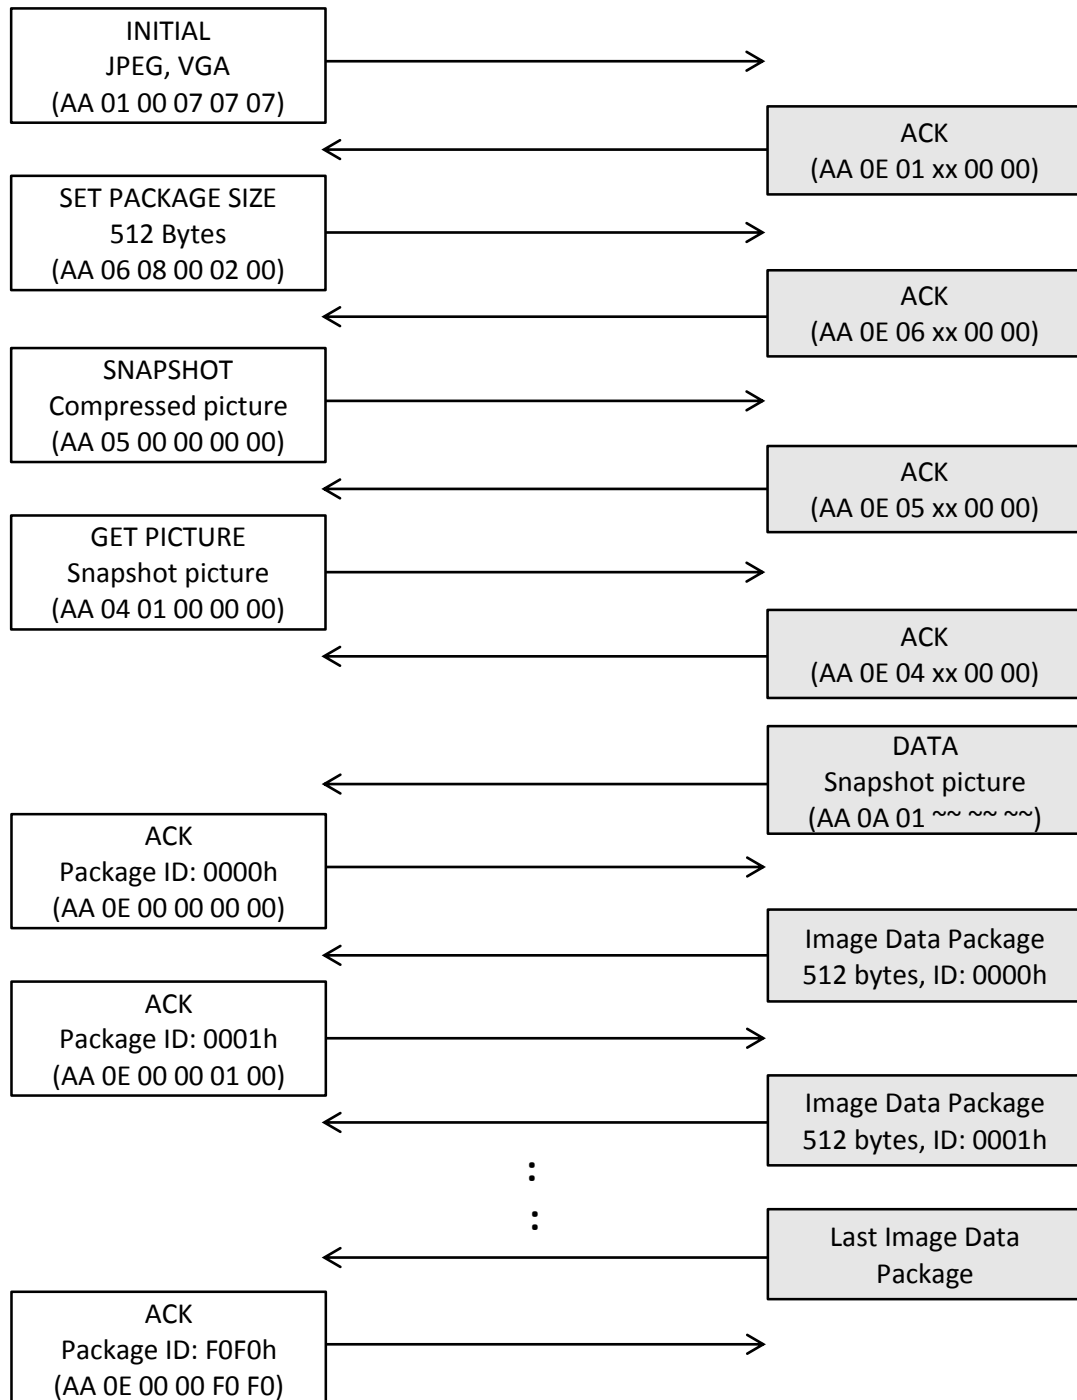 INITIAL
JPEG, VGA
(AA 01 00 07 07 07)
ACK
(AA 0E 01 xx 00 00)
SET PACKAGE SIZE
512 Bytes
(AA 06 08 00 02 00)
ACK
(AA 0E 06 xx 00 00)
SNAPSHOT
Compressed picture
(AA 05 00 00 00 00)
ACK
(AA 0E 05 xx 00 00)
GET PICTURE
Snapshot picture
(AA 04 01 00 00 00)
ACK
(AA 0E 04 xx 00 00)
DATA
Snapshot picture
(AA 0A 01 ~~ ~~ ~~)
ACK
Package ID: 0000h
(AA 0E 00 00 00 00)
Image Data Package
512 bytes, ID: 0000h
ACK
Package ID: 0001h
(AA 0E 00 00 01 00)
Image Data Package
512 bytes, ID: 0001h
:
:
Last Image Data
Package
ACK
Package ID: F0F0h
(AA 0E 00 00 F0 F0)